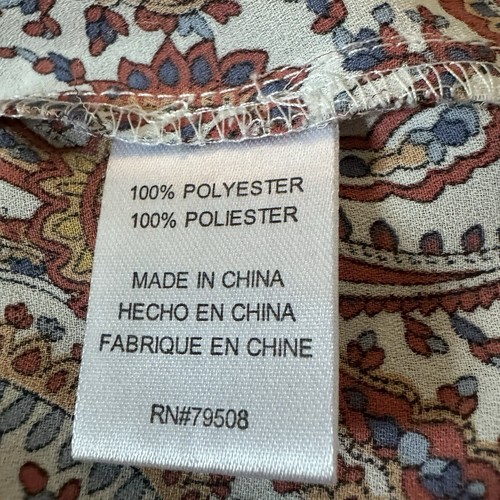 100% POLYESTER
100% POLIESTER
MADE IN CHINA
HECHO EN CHINA
FABRIQUE EN CHINE
RN#79508